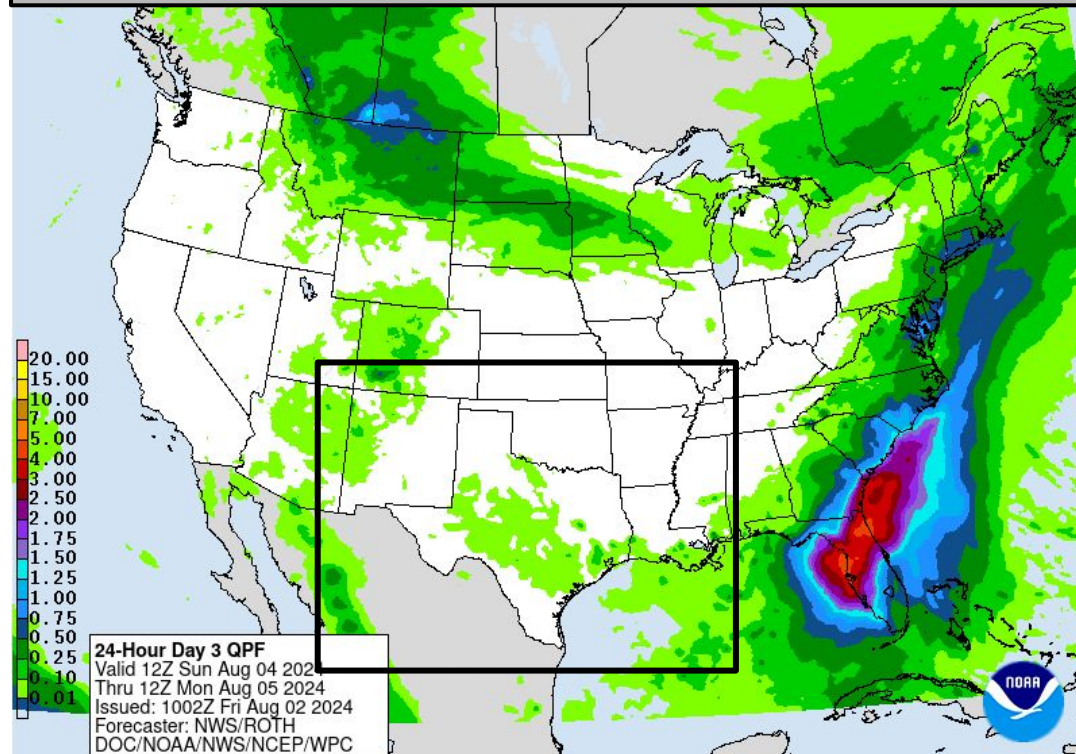 20.00
15.00
10.00
7.00
5.00
4.00
3.00
2.50
2.00
1.75
1.50
1.25
1.00
0.75
0.50
0.25
0.10
0.01
24-Hour Day 3 QPF
Valid 12Z Sun Aug 04 2024
Thru 12Z Mon Aug 05 2024
Issued: 1002Z Fri Aug 02 2024
Forecaster: NWS/ROTH
DOC/NOAA/NWS/NCEP/WPC
NOAA